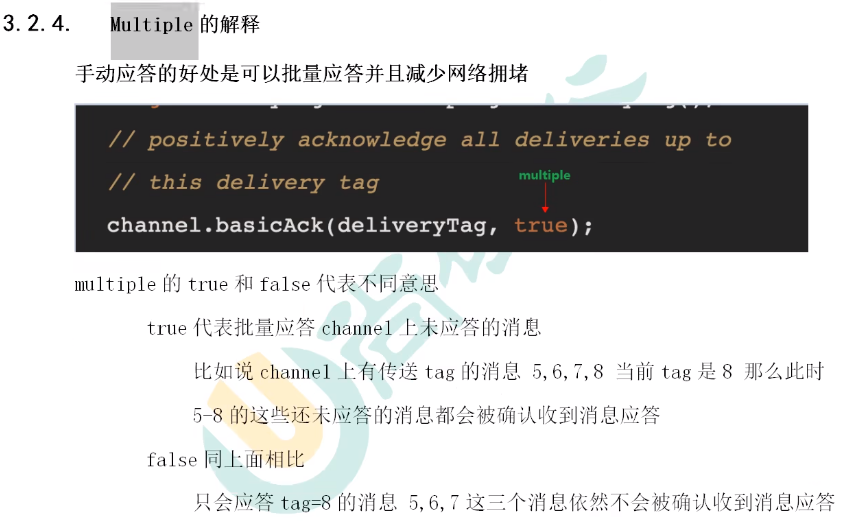 3.2.4. Multiple 的解释
手动应答的好处是可以批量应答并且减少网络拥堵
// positively acknowledge all deliveries up to
// this delivery tag
multiple
channel.basicAck(deliveryTag, true);
multiple 的 true 和 false 代表不同意思
true 代表批量应答 channel 上未应答的消息
比如说 channel 上有传送 tag 的消息 5,6,7,8 当前 tag 是 8 那么此时
5-8 的这些还未应答的消息都会被确认收到消息应答
false 同上面相比
只会应答 tag=8 的消息 5,6,7 这三个消息依然不会被确认收到消息应答